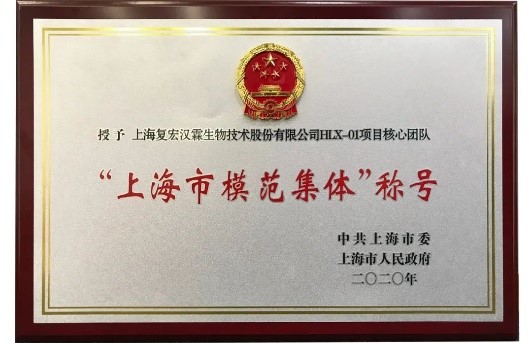 授予 上海复宏汉霖生物技术股份有限公司HLX-01项目核心团队
“上海市模范集体”称号
中共上海市委
上海市人民政府
二〇二〇年